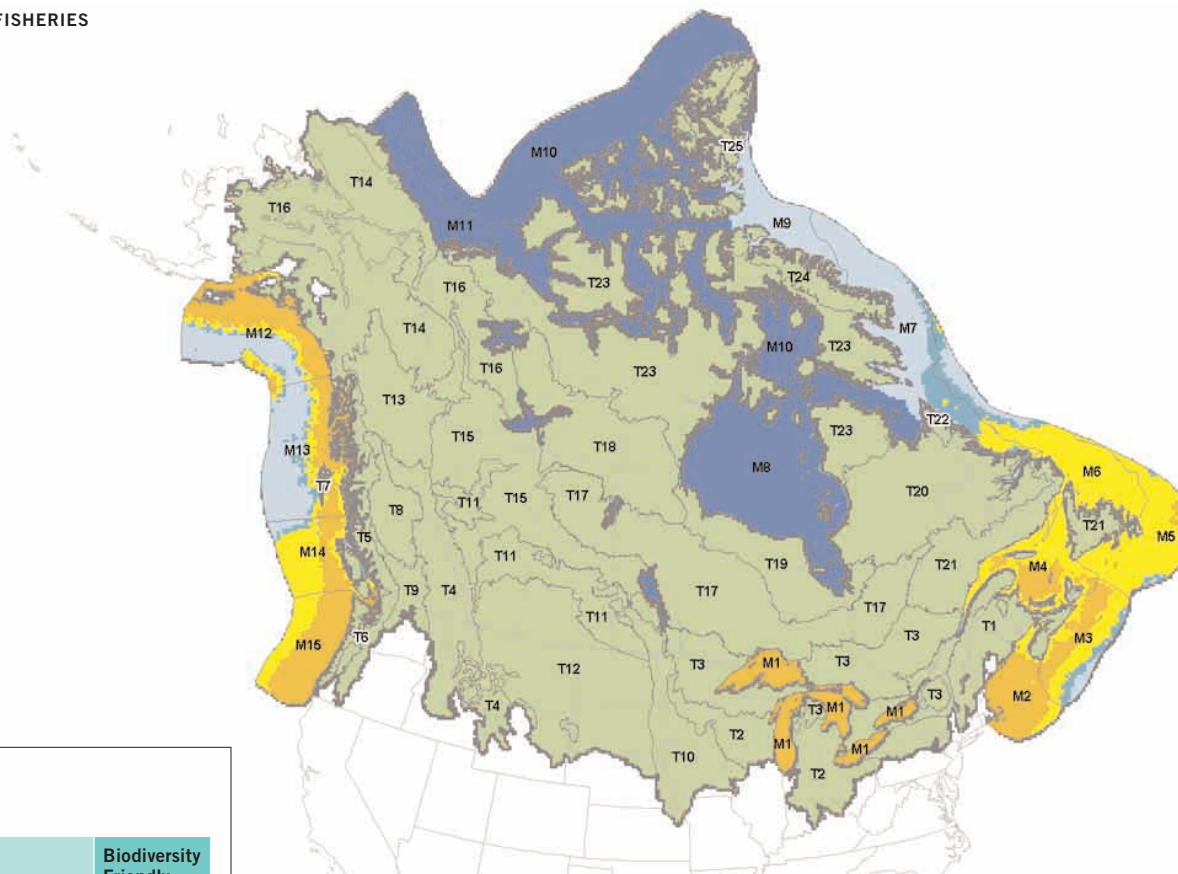 FISHERIES
M10
T25
T14
T16
M11
M9
T23
T24
T16
M12
T14
M7
M10
T23
T16
T23
T13
T22
T23
M13
T15
T18
M8
M6
T7
T20
T17
T15
T11
T8
T21
M5
T5
M14
T11
T19
T21
M4
T9
T4
T17
T17
T11
T1
T6
T3
M3
M15
T3
M1
T3
T12
T3
M2
T4
T3
M1
M1
T2
M1
M1
T10
T2
Biodiversity
Friendly